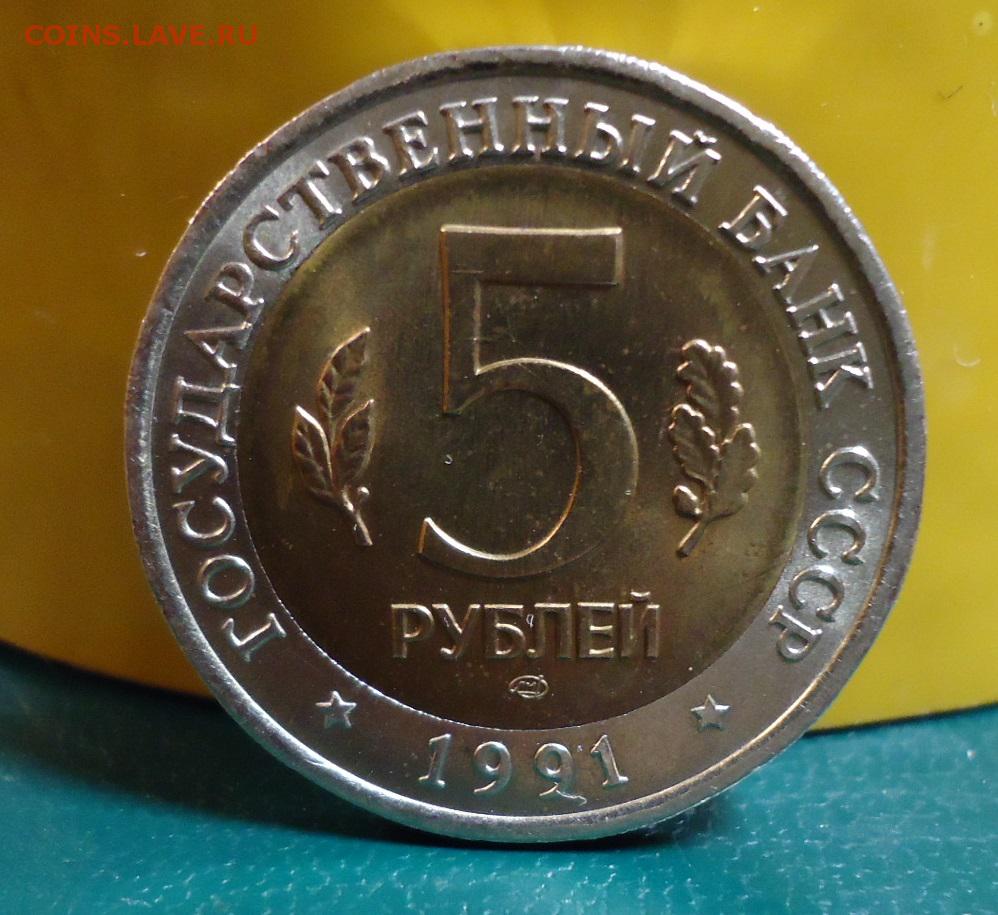 COINS.LAVE.RU
ГОСУДАРСТВЕННЫЙ БАНК СССР
5
РУБЛЕЙ
1991